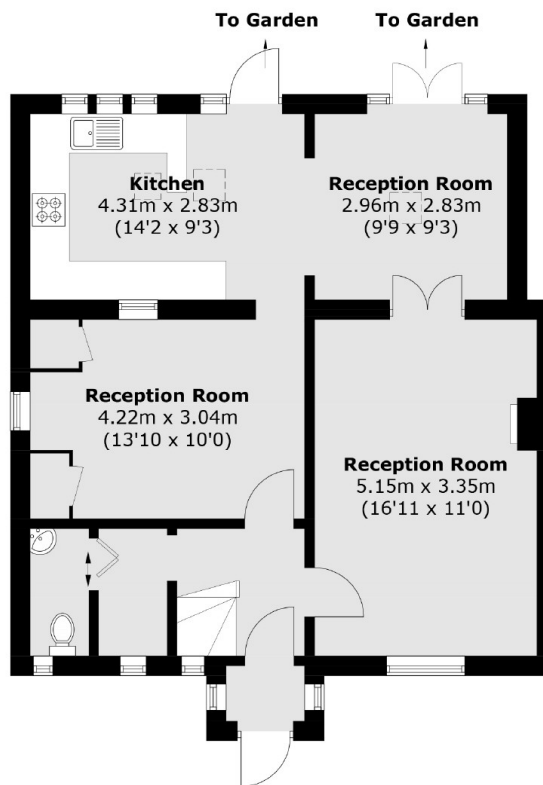 To Garden
To Garden
Kitchen
4.31m x 2.83m
(14'2 x 9'3)
Reception Room
2.96m x 2.83m
(9'9 x 9'3)
Reception Room
4.22m x 3.04m
(13'10 x 10'0)
Reception Room
5.15m x 3.35m
(16'11 x 11'0)